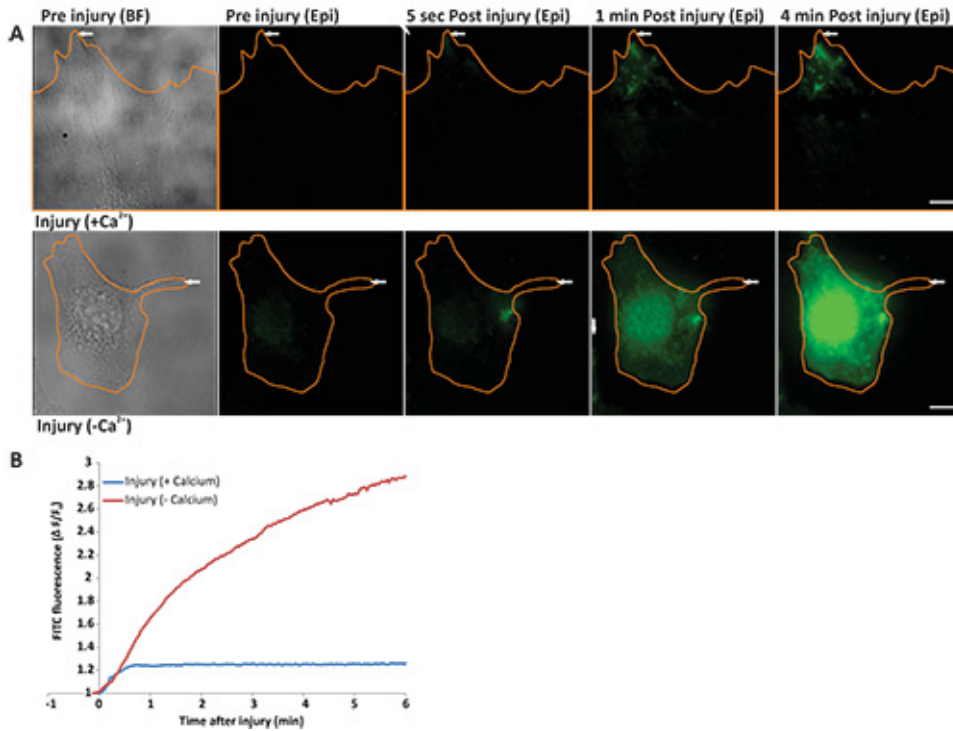 Pre injury (BF) Pre injury (Epi) 5 sec Post injury (Epi) 1 min Post injury (Epi) 4 min Post injury (Epi)
A
Injury (+Ca²⁺)
Injury (-Ca²⁺)
B
3
2.8
2.6
2.4
2.2
2
1.8
1.6
1.4
1.2
1
FITC fluorescence (Δ F/F₀)
Injury (+ Calcium)
Injury (- Calcium)
-1 0 1 2 3 4 5 6
Time after injury (min)